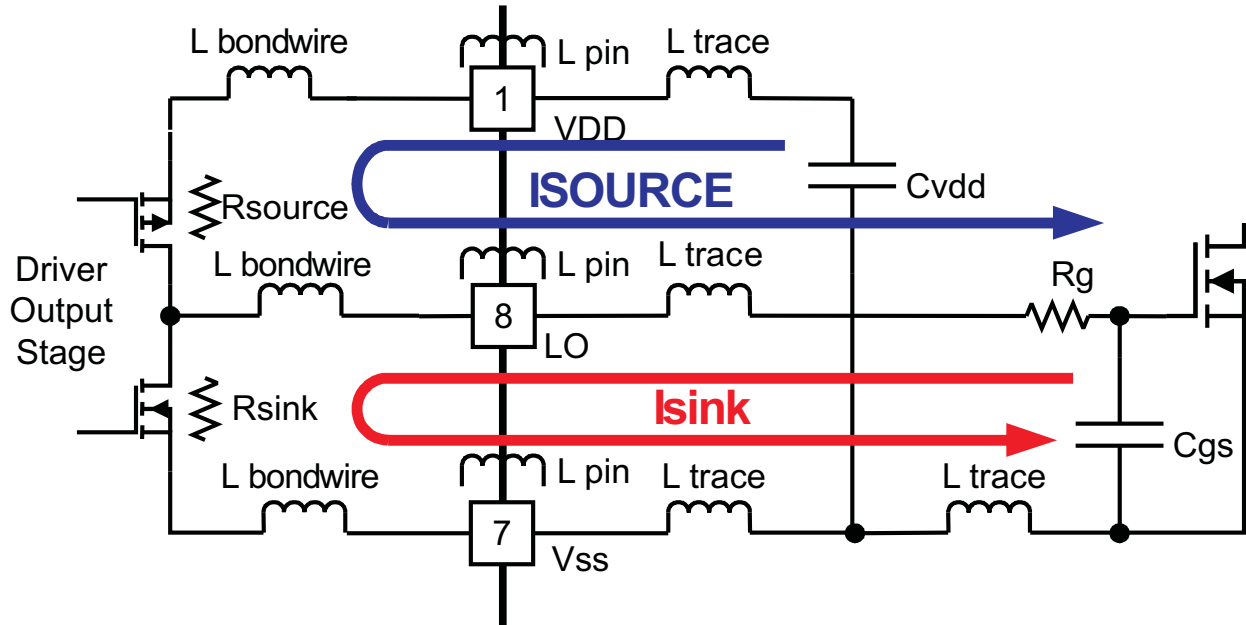 L bondwire
L pin
L trace
1
VDD
ISOURCE
Cvdd
Rsource
L bondwire
L pin
L trace
Rg
Driver
Output
Stage
8
LO
Rsink
Isink
Cgs
L bondwire
L pin
L trace
L trace
7
Vss